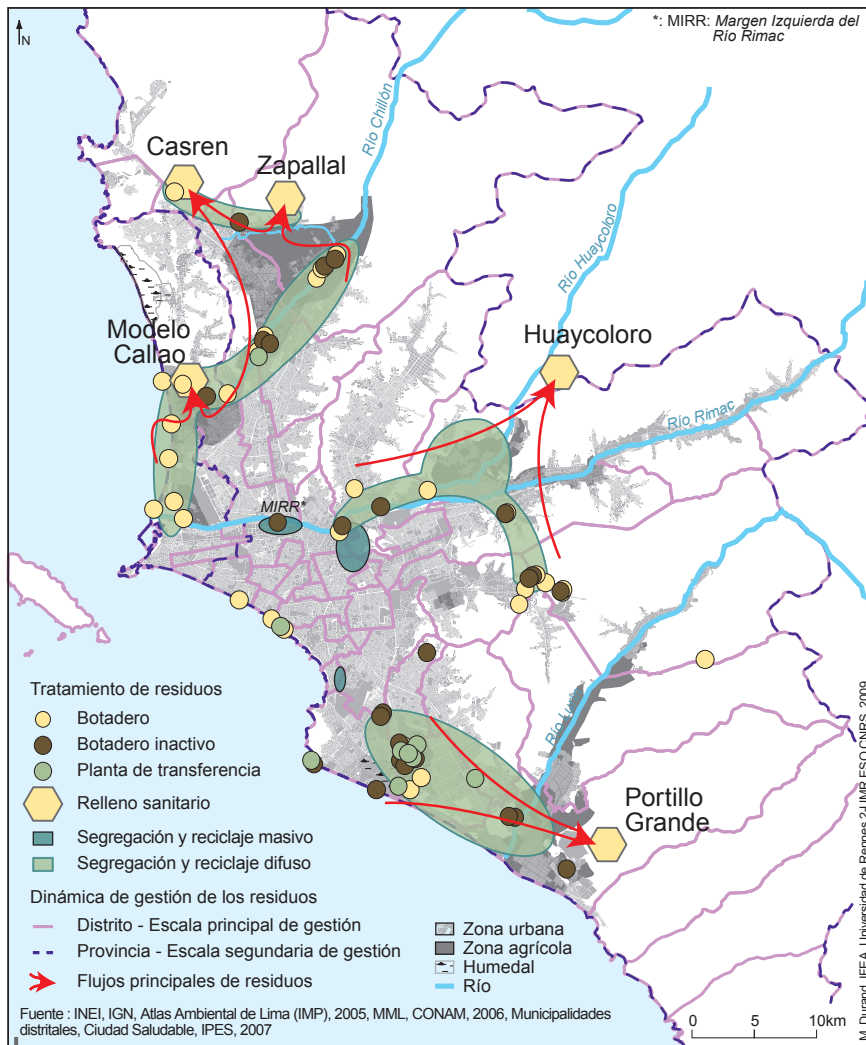 *: MIRR: Margen Izquierda del
Río Rimac
N
Casren
Zapallal
Río Chillón
Río Huaycoloro
Modelo
Callao
Huaycoloro
Río Rimac
MIRR*
Tratamiento de residuos
Botadero
Botadero inactivo
Planta de transferencia
Relleno sanitario
Segregación y reciclaje masivo
Segregación y reciclaje difuso
Portillo
Grande
Dinámica de gestión de los residuos
Distrito - Escala principal de gestión
Provincia - Escala segundaria de gestión
Flujos principales de residuos
Zona urbana
Zona agrícola
Humedal
Río
Fuente : INEI, IGN, Atlas Ambiental de Lima (IMP), 2005, MML, CONAM, 2006, Municipalidades
distritales, Ciudad Saludable, IPES, 2007
0 5 10km
M. Durand, IFEA, Universidad de Rennes 2-UMR ESO CNRS, 2009